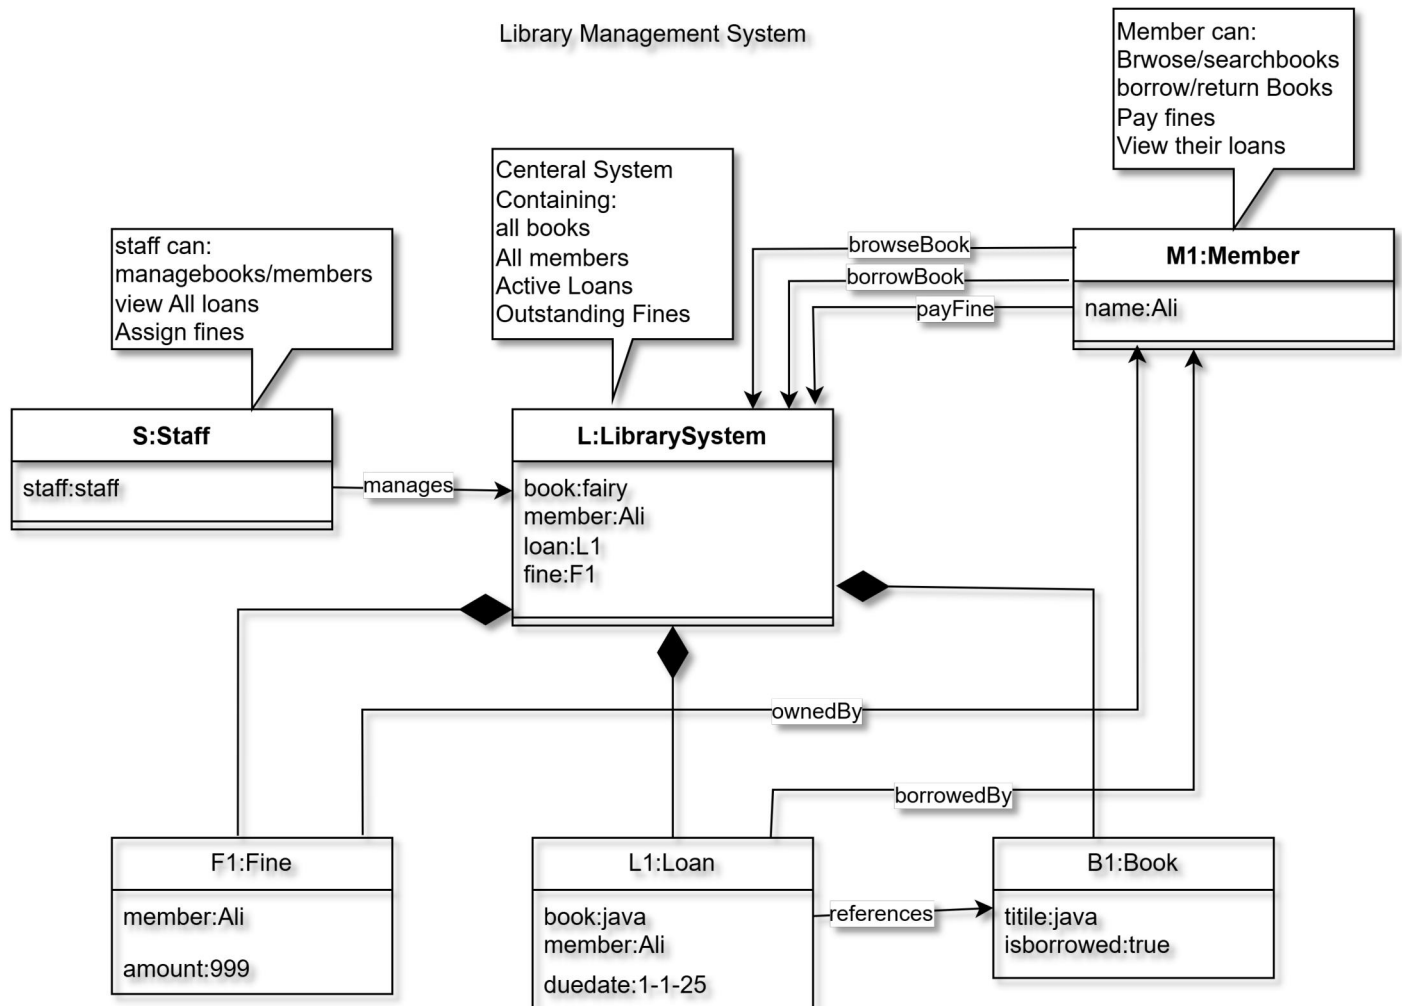 Library Management System
Member can:
Brwose/searchbooks
borrow/return Books
Pay fines
View their loans
Centeral System
Containing:
all books
All members
Active Loans
Outstanding Fines
staff can:
managebooks/members
view All loans
Assign fines
browseBook
borrowBook
payFine
M1:Member
name:Ali
S:Staff
staff:staff
manages
L:LibrarySystem
book:fairy
member:Ali
loan:L1
fine:F1
ownedBy
borrowedBy
F1:Fine
member:Ali
amount:999
L1:Loan
book:java
member:Ali
duedate:1-1-25
references
B1:Book
titile:java
isborrowed:true